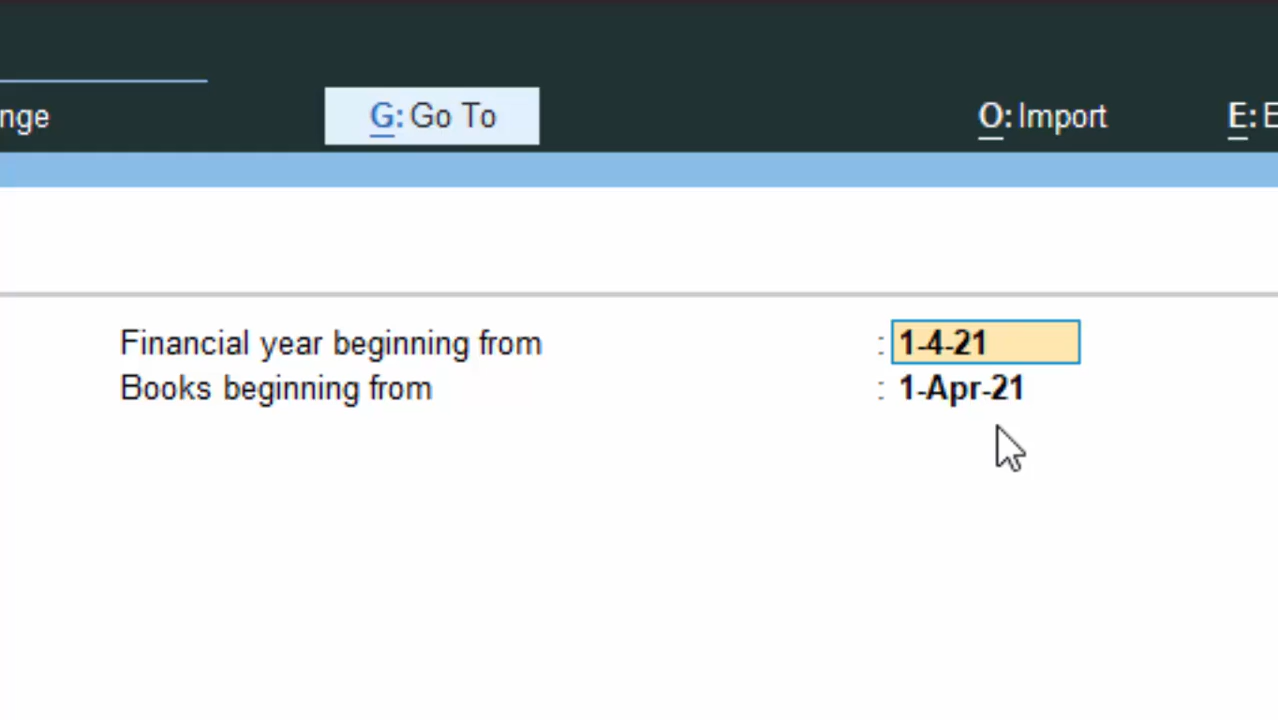 nge G: Go To O: Import E: E
Financial year beginning from : 1-4-21
Books beginning from : 1-Apr-21